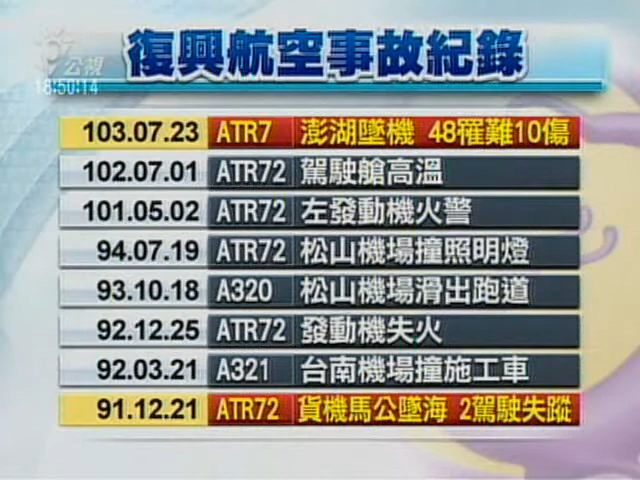 復興航空事故紀錄
公視
18:50:14
103.07.23 ATR7 澎湖墜機 48罹難10傷
102.07.01 ATR72 駕駛艙高溫
101.05.02 ATR72 左發動機火警
94.07.19 ATR72 松山機場撞照明燈
93.10.18 A320 松山機場滑出跑道
92.12.25 ATR72 發動機失火
92.03.21 A321 台南機場撞施工車
91.12.21 ATR72 貨機馬公墜海 2駕駛失蹤